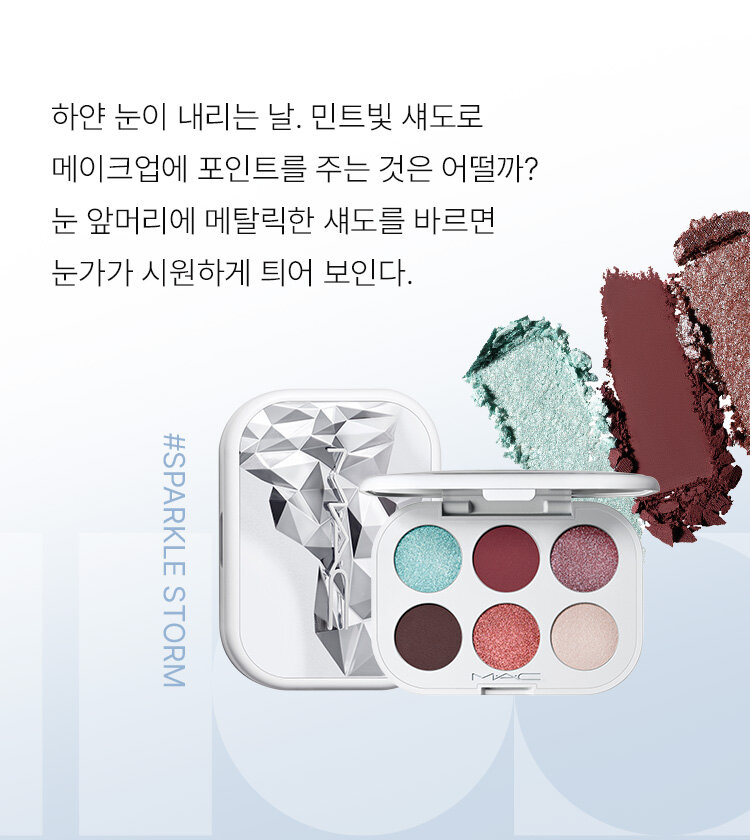 하얀 눈이 내리는 날. 민트빛 섀도로
메이크업에 포인트를 주는 것은 어떨까?
눈 앞머리에 메탈릭한 섀도를 바르면
눈가가 시원하게 틔어 보인다.
#SPARKLE STORM
MAC
MAC